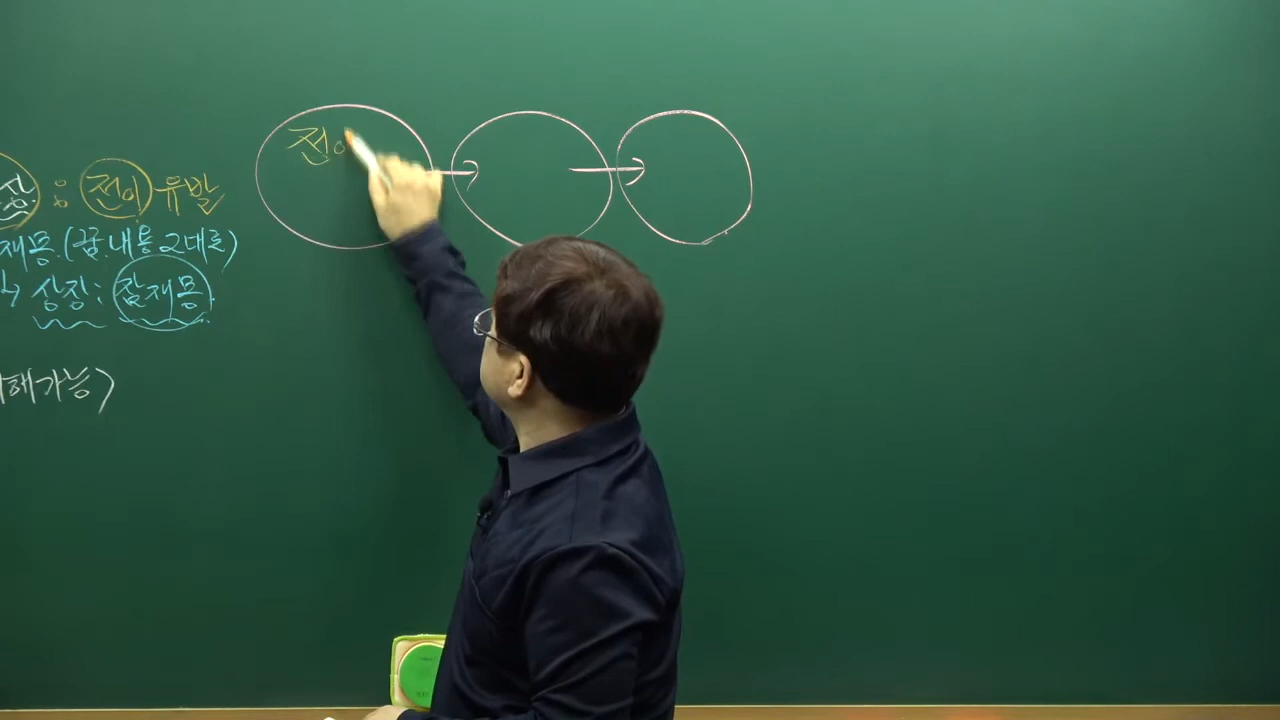 전이
담 : 전이 유발
재몽.(꿈.내용 그대로)
↳ 상징: 잠재몽.
해가능)